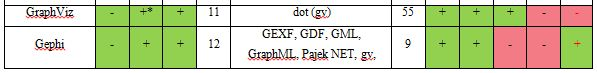 GraphViz - +* + 11 dot (gv) 55 + + + - -
Gephi - + + 12 GEXF, GDF, GML, GraphML, Pajek NET, gv, 9 + + - - +